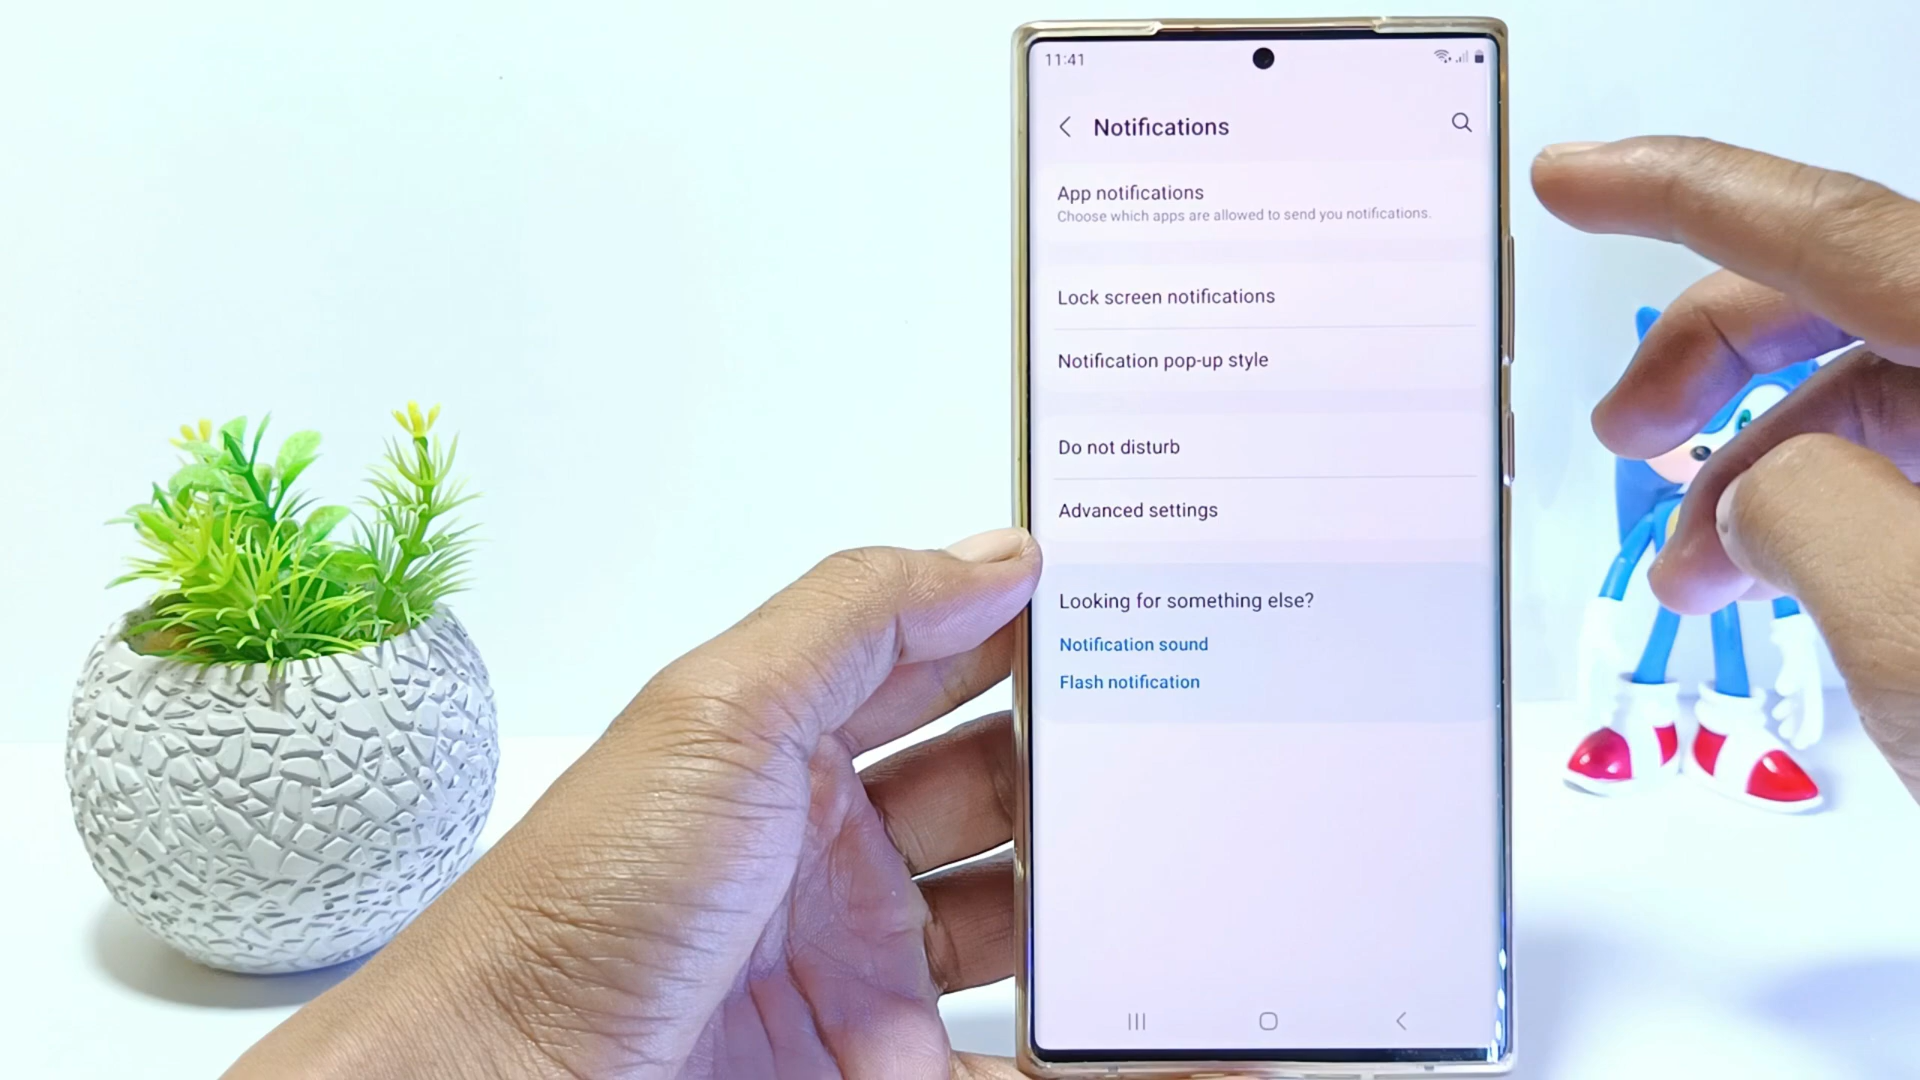 11:41
Notifications
App notifications
Choose which apps are allowed to send you notifications.
Lock screen notifications
Notification pop-up style
Do not disturb
Advanced settings
Looking for something else?
Notification sound
Flash notification